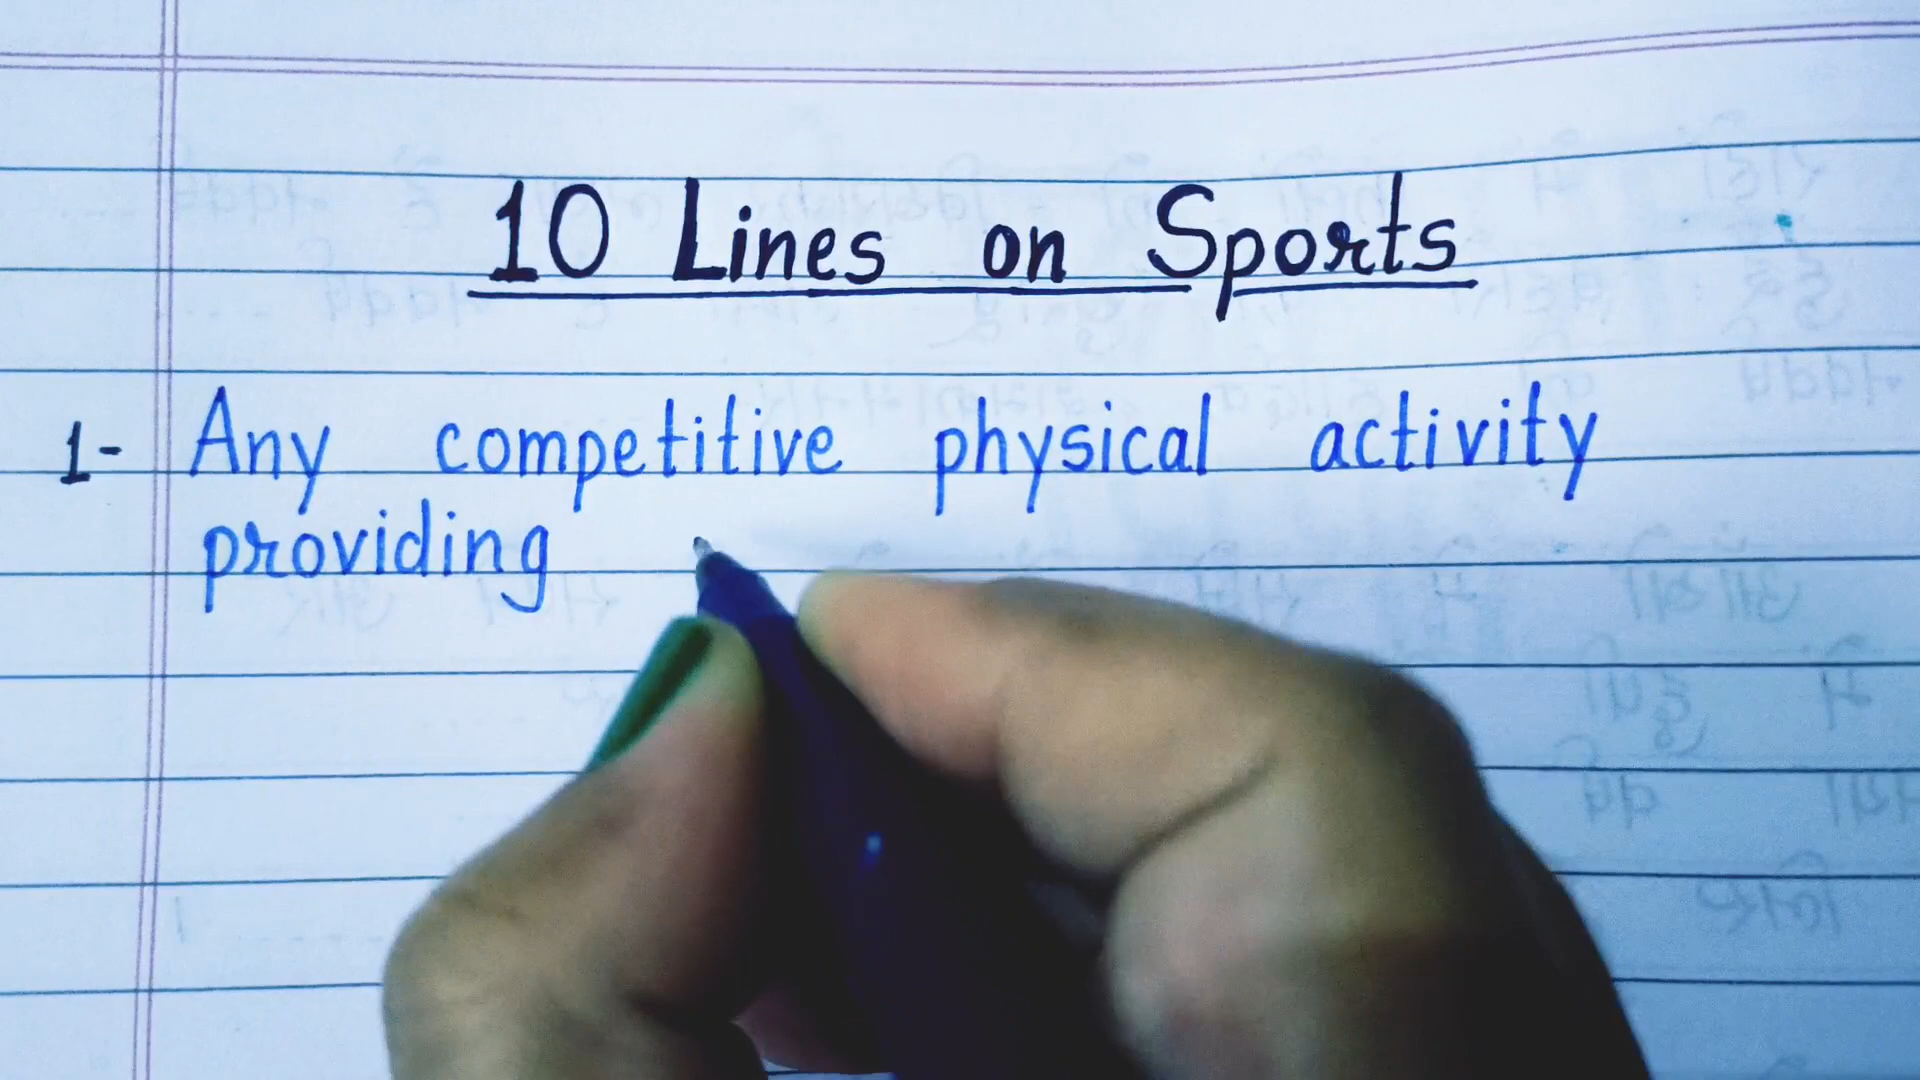 10 Lines on Sports
1- Any competitive physical activity
providing